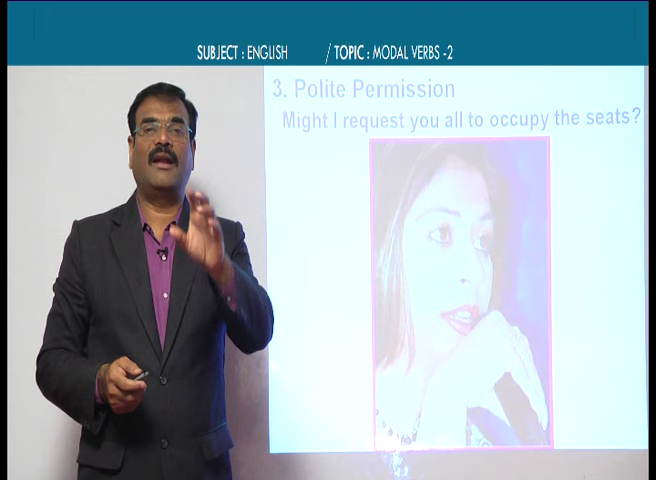 SUBJECT : ENGLISH / TOPIC : MODAL VERBS -2
3. Polite Permission
Might I request you all to occupy the seats?